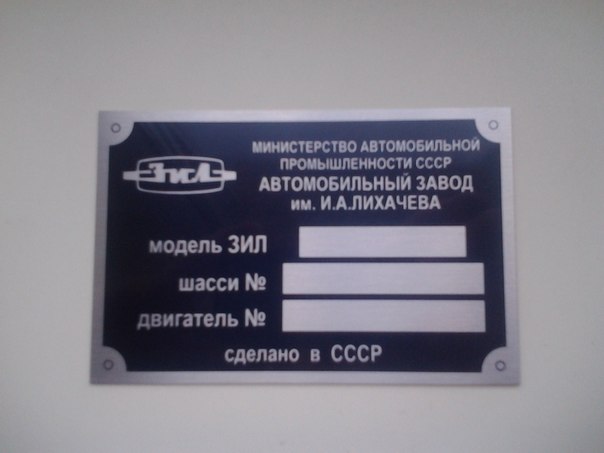 ЗиЛ
МИНИСТЕРСТВО АВТОМОБИЛЬНОЙ
ПРОМЫШЛЕННОСТИ СССР
АВТОМОБИЛЬНЫЙ ЗАВОД
им. И.А.ЛИХАЧЕВА
модель ЗИЛ
шасси №
двигатель №
сделано в СССР